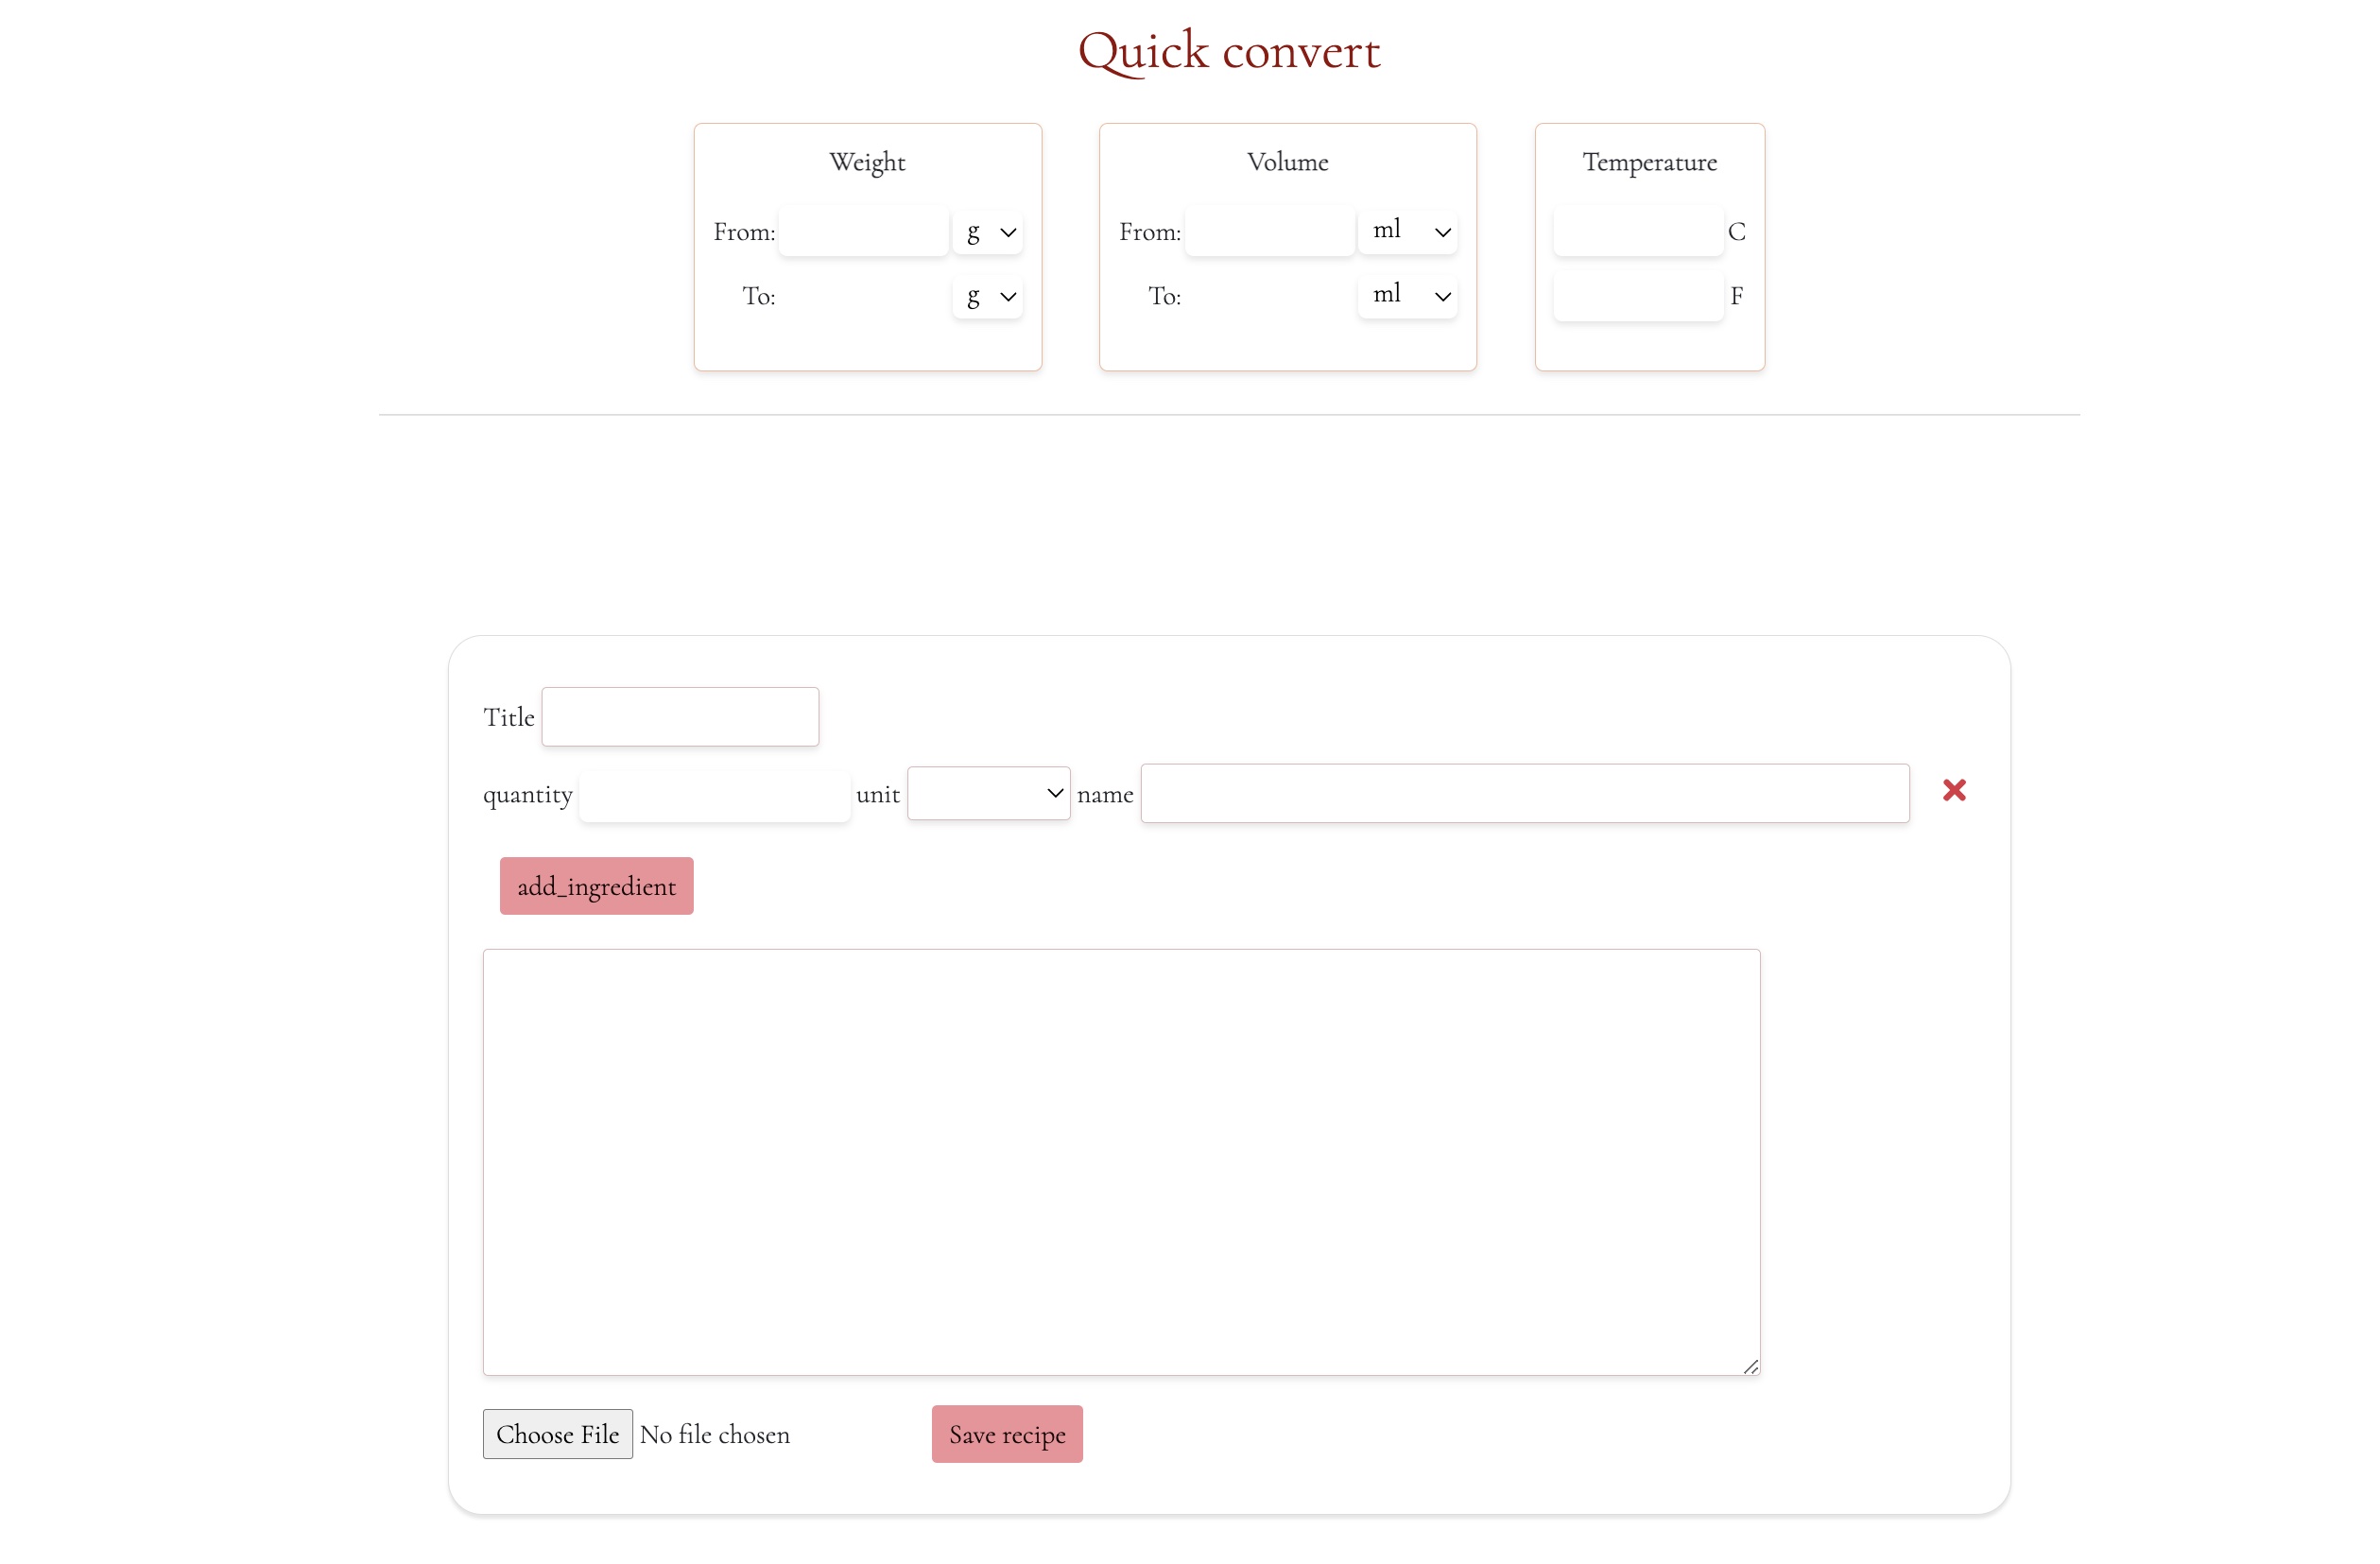 Quick convert
Weight
Volume
Temperature
From: g
From: ml
C
To: g
To: ml
F
Title
quantity unit name
add_ingredient
Choose File No file chosen
Save recipe